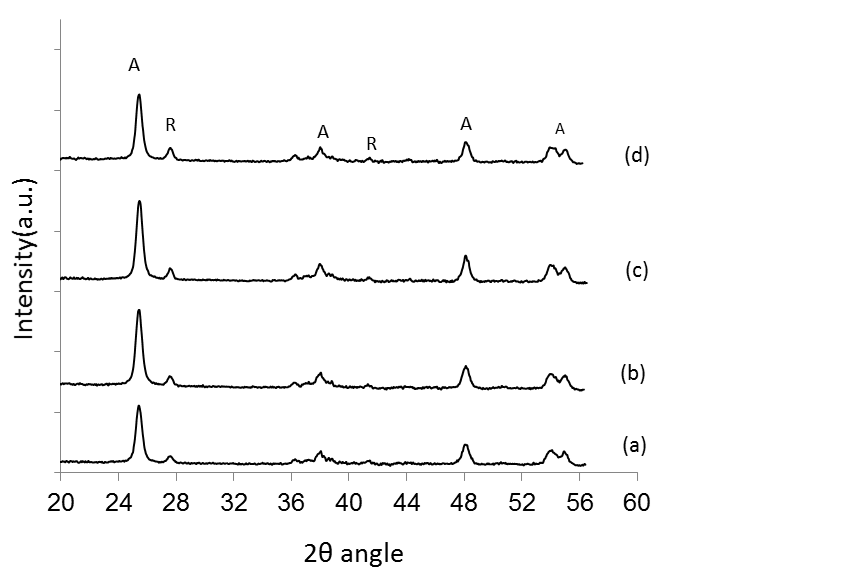 A
R
A
R
A
A
(d)
(c)
(b)
(a)
Intensity(a.u.)
20 24 28 32 36 40 44 48 52 56 60
2θ angle